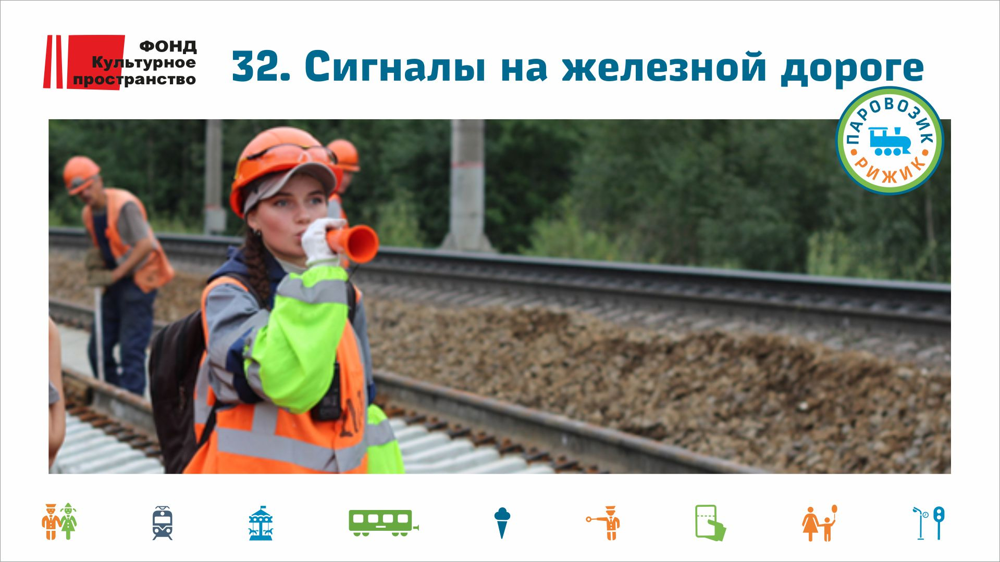 ФОНД
Культурное
пространство
32. Сигналы на железной дороге
ПАРОВОЗИК
РИЖИК